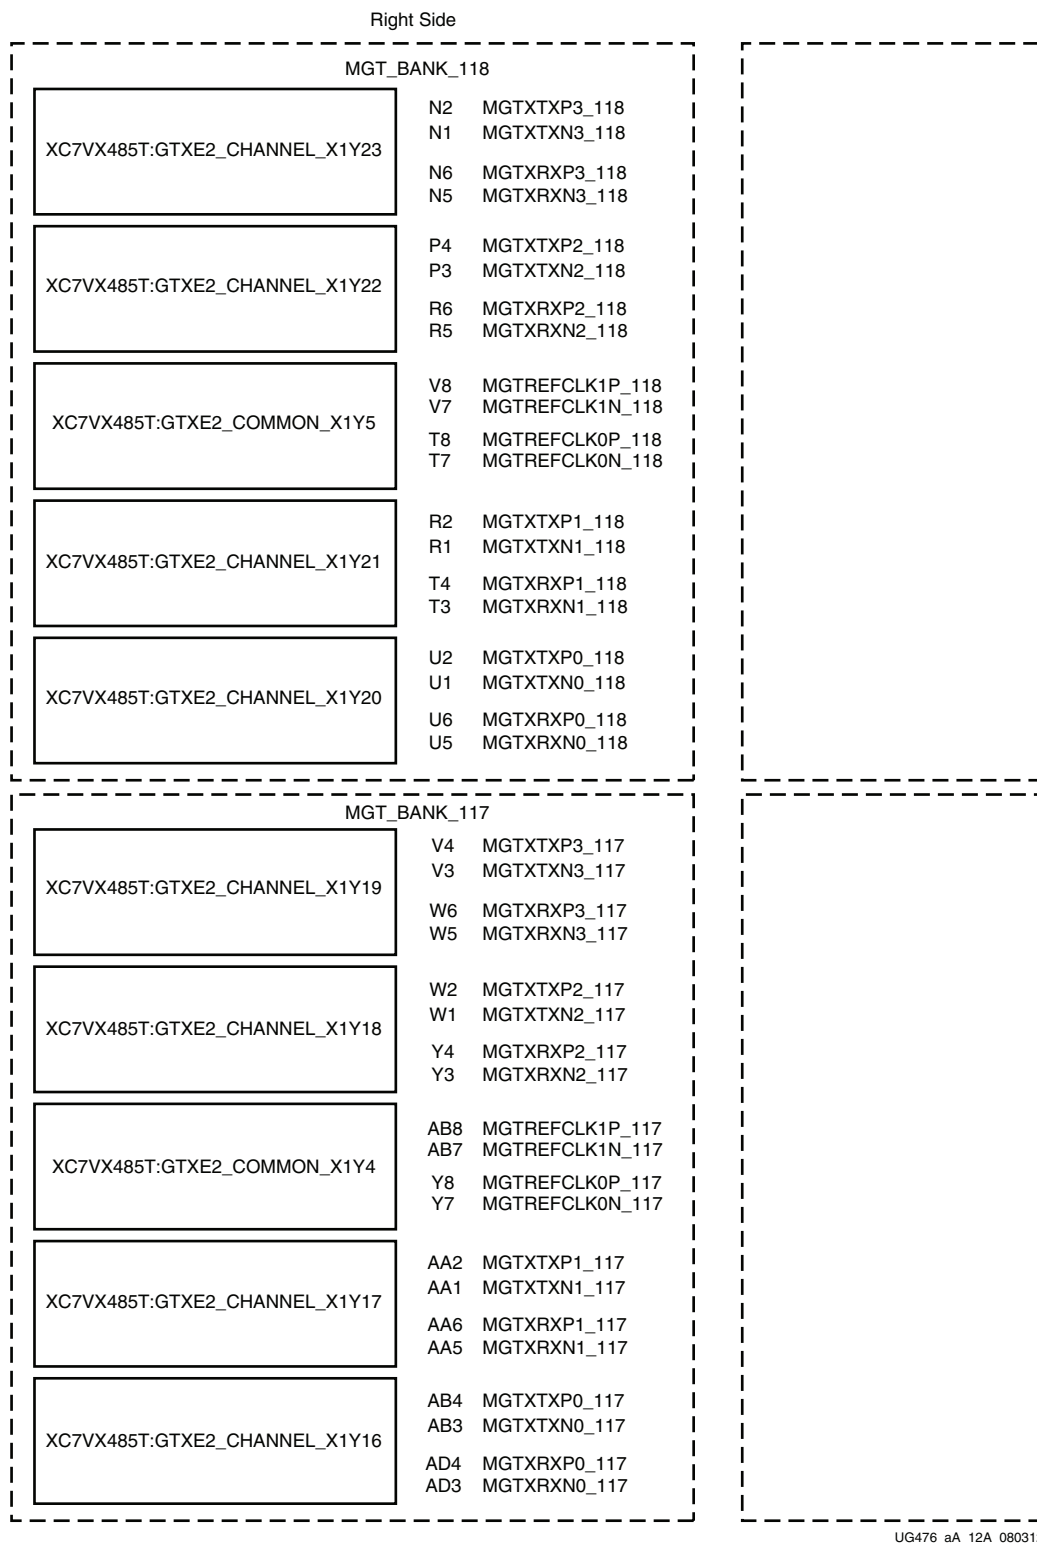 Right Side
MGT_BANK_118
XC7VX485T:GTXE2_CHANNEL_X1Y23
N2 MGTXTXP3_118
N1 MGTXTXN3_118
N6 MGTXRXP3_118
N5 MGTXRXN3_118
XC7VX485T:GTXE2_CHANNEL_X1Y22
P4 MGTXTXP2_118
P3 MGTXTXN2_118
R6 MGTXRXP2_118
R5 MGTXRXN2_118
XC7VX485T:GTXE2_COMMON_X1Y5
V8 MGTREFCLK1P_118
V7 MGTREFCLK1N_118
T8 MGTREFCLK0P_118
T7 MGTREFCLK0N_118
XC7VX485T:GTXE2_CHANNEL_X1Y21
R2 MGTXTXP1_118
R1 MGTXTXN1_118
T4 MGTXRXP1_118
T3 MGTXRXN1_118
XC7VX485T:GTXE2_CHANNEL_X1Y20
U2 MGTXTXP0_118
U1 MGTXTXN0_118
U6 MGTXRXP0_118
U5 MGTXRXN0_118
MGT_BANK_117
XC7VX485T:GTXE2_CHANNEL_X1Y19
V4 MGTXTXP3_117
V3 MGTXTXN3_117
W6 MGTXRXP3_117
W5 MGTXRXN3_117
XC7VX485T:GTXE2_CHANNEL_X1Y18
W2 MGTXTXP2_117
W1 MGTXTXN2_117
Y4 MGTXRXP2_117
Y3 MGTXRXN2_117
XC7VX485T:GTXE2_COMMON_X1Y4
AB8 MGTREFCLK1P_117
AB7 MGTREFCLK1N_117
Y8 MGTREFCLK0P_117
Y7 MGTREFCLK0N_117
XC7VX485T:GTXE2_CHANNEL_X1Y17
AA2 MGTXTXP1_117
AA1 MGTXTXN1_117
AA6 MGTXRXP1_117
AA5 MGTXRXN1_117
XC7VX485T:GTXE2_CHANNEL_X1Y16
AB4 MGTXTXP0_117
AB3 MGTXTXN0_117
AD4 MGTXRXP0_117
AD3 MGTXRXN0_117
UG476_aA_12A_08031